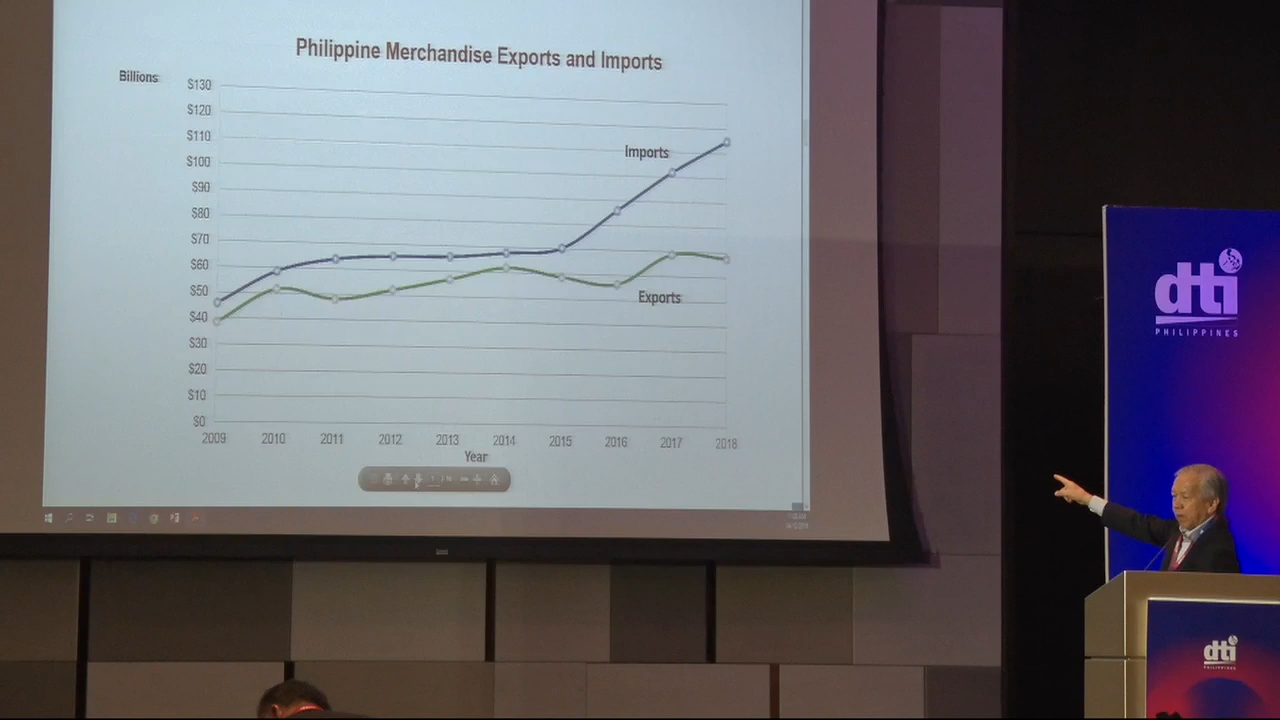 Philippine Merchandise Exports and Imports
Billions
$130
$120
$110
$100
$90
$80
$70
$60
$50
$40
$30
$20
$10
$0
Imports
Exports
2009 2010 2011 2012 2013 2014 2015 2016 2017 2018
Year
dti
PHILIPPINES
dti
PHILIPPINES